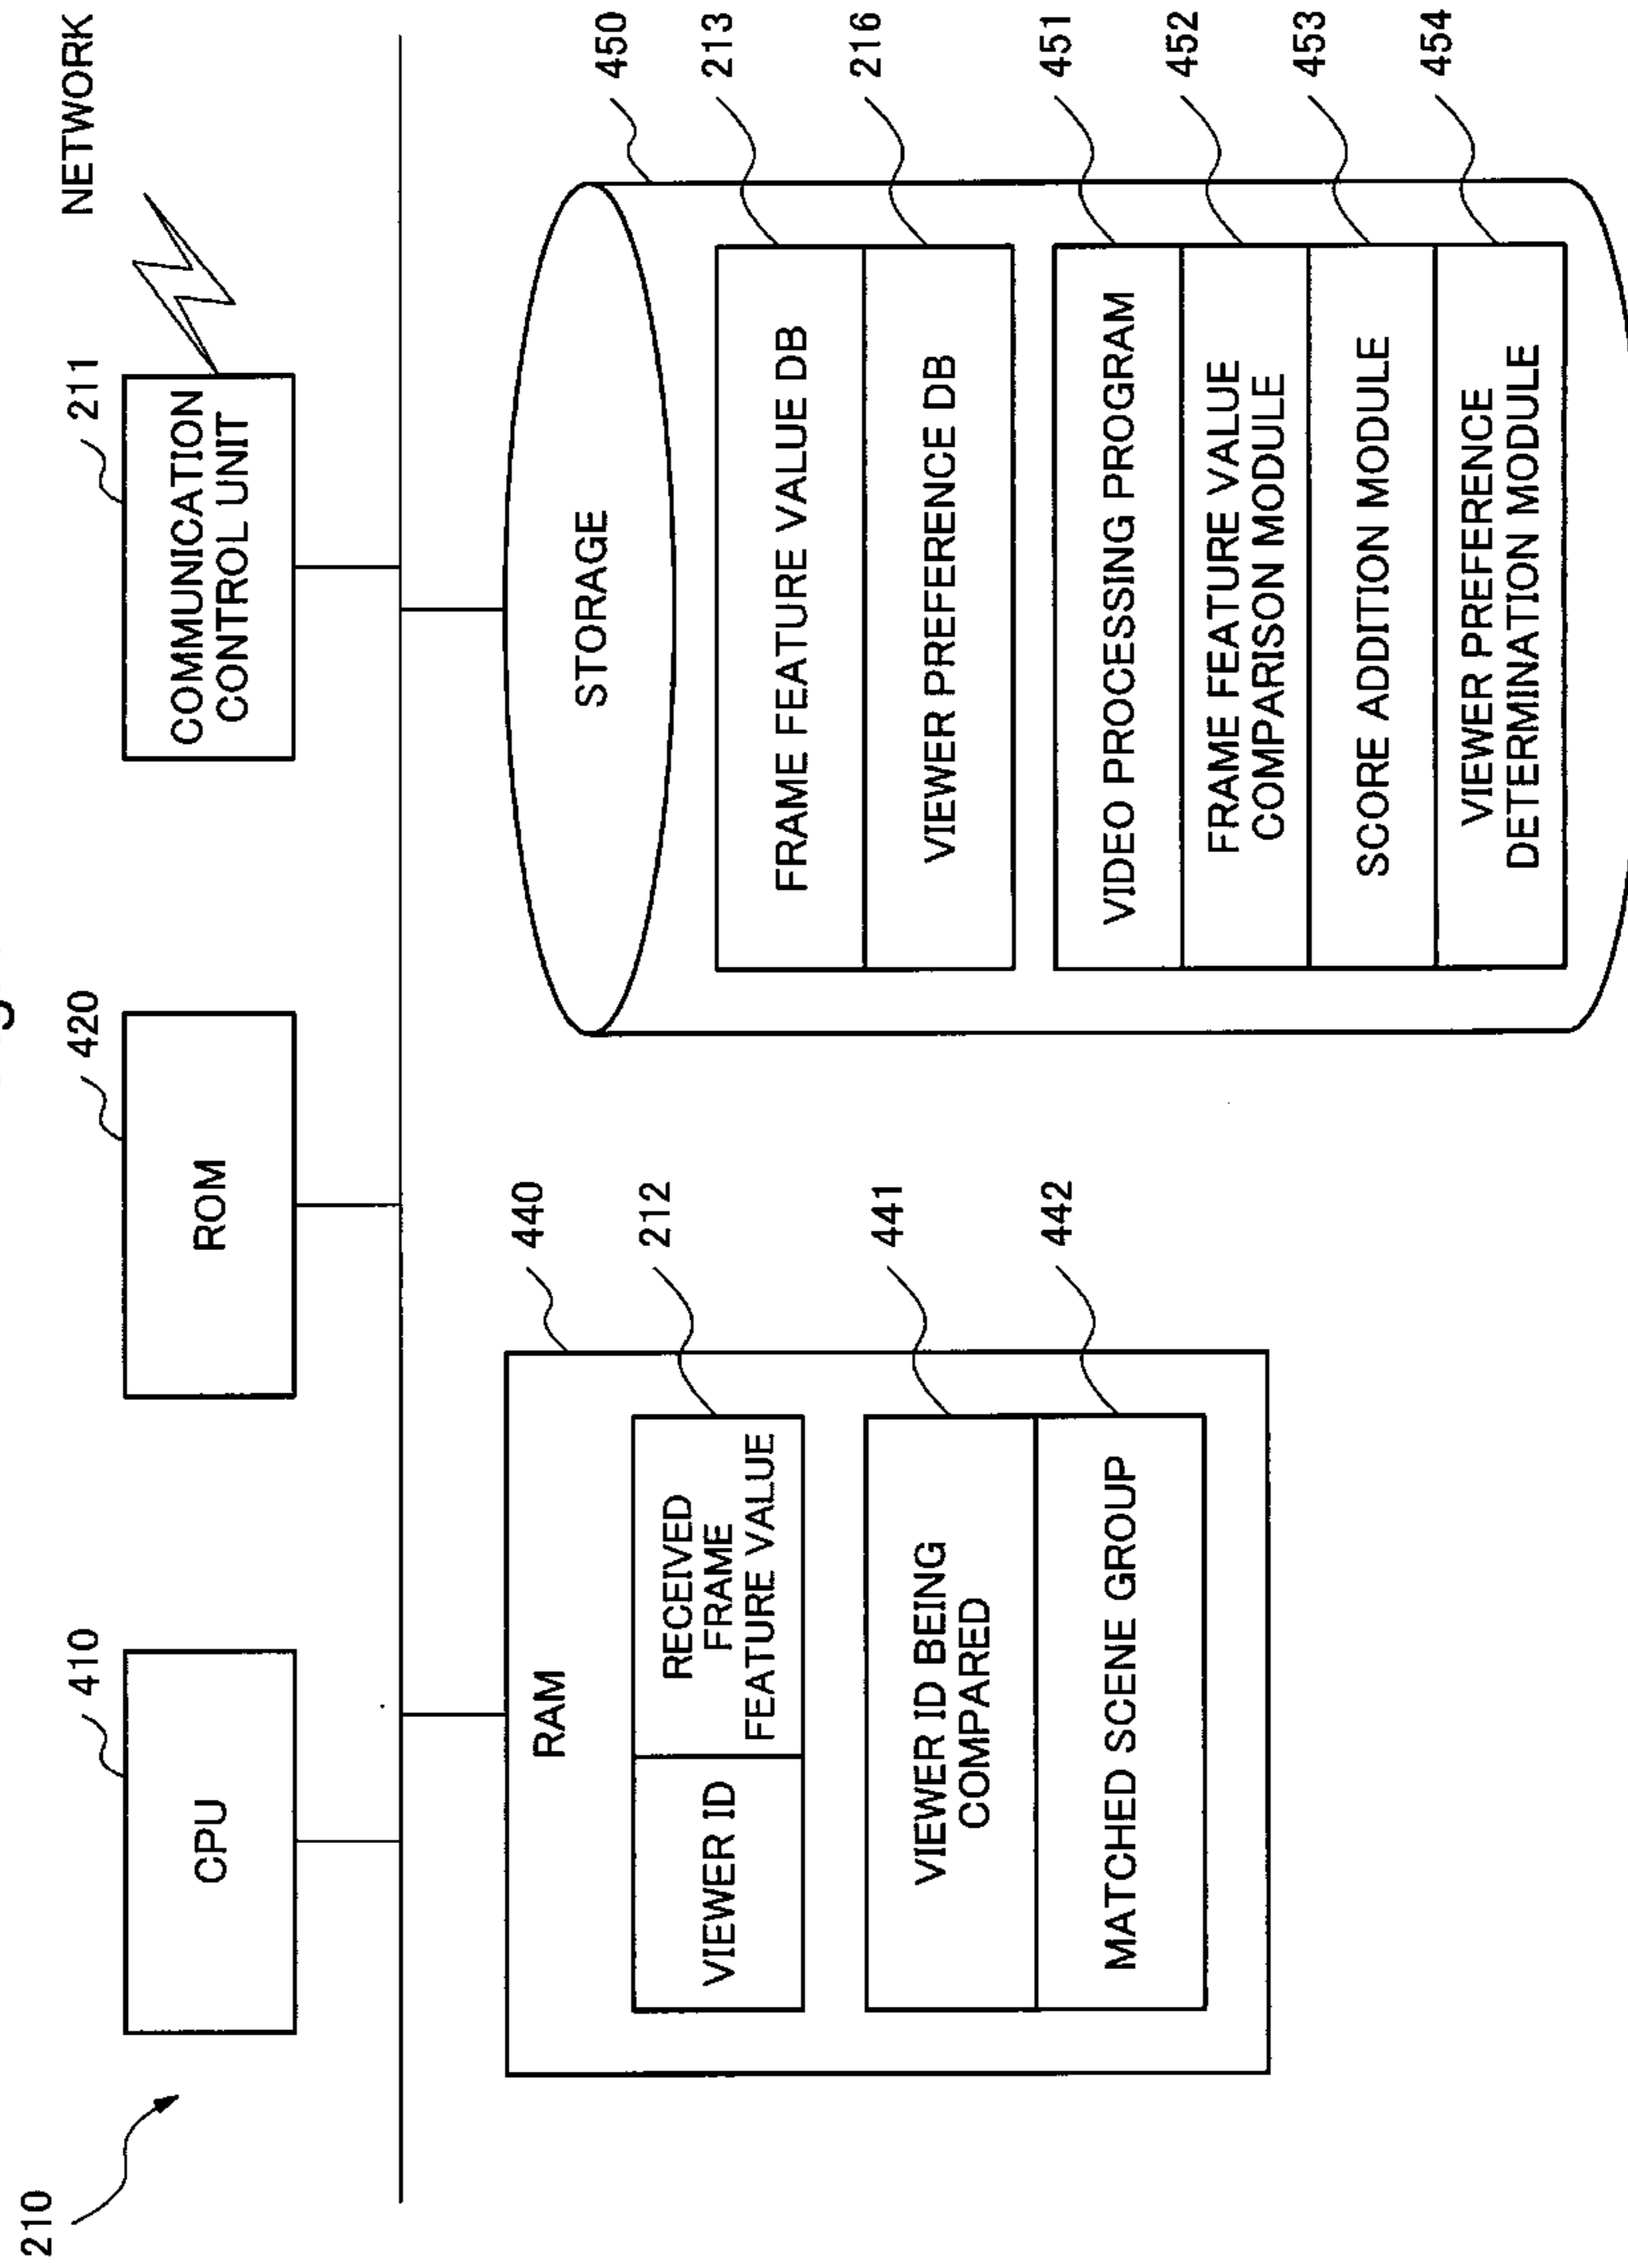 210
410
CPU
420
ROM
211
COMMUNICATION
CONTROL UNIT
NETWORK
440
RAM
212
VIEWER ID
RECEIVED
FRAME
FEATURE VALUE
441
VIEWER ID BEING
COMPARED
442
MATCHED SCENE GROUP
450
STORAGE
213
FRAME FEATURE VALUE DB
216
VIEWER PREFERENCE DB
451
VIDEO PROCESSING PROGRAM
452
FRAME FEATURE VALUE
COMPARISON MODULE
453
SCORE ADDITION MODULE
454
VIEWER PREFERENCE
DETERMINATION MODULE